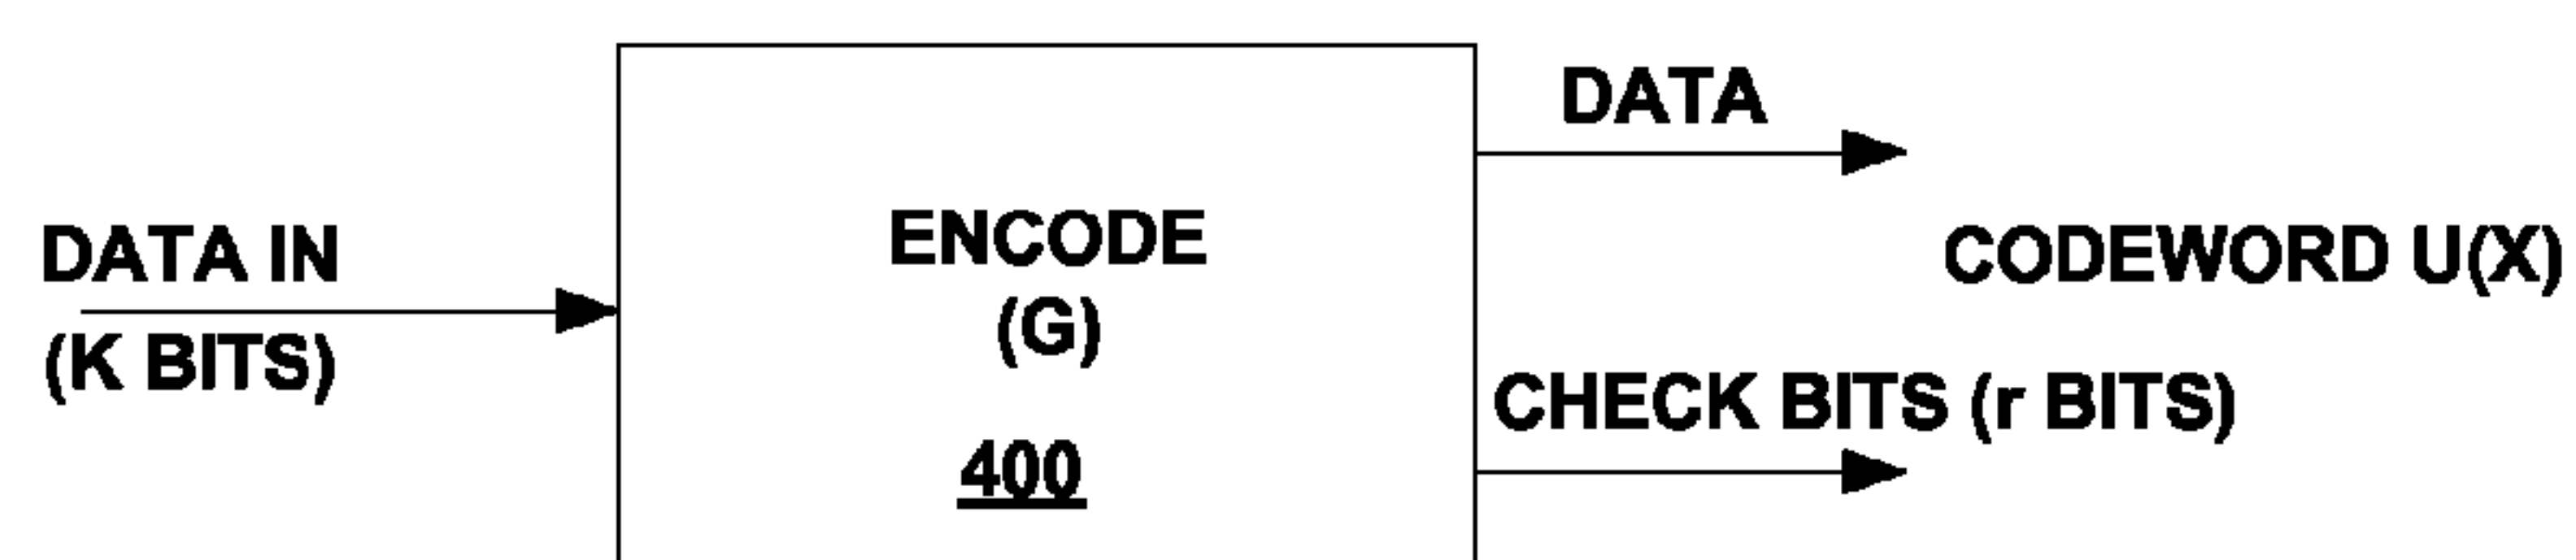 DATA IN
(K BITS)
ENCODE
(G)
400
DATA
CODEWORD U(X)
CHECK BITS (r BITS)